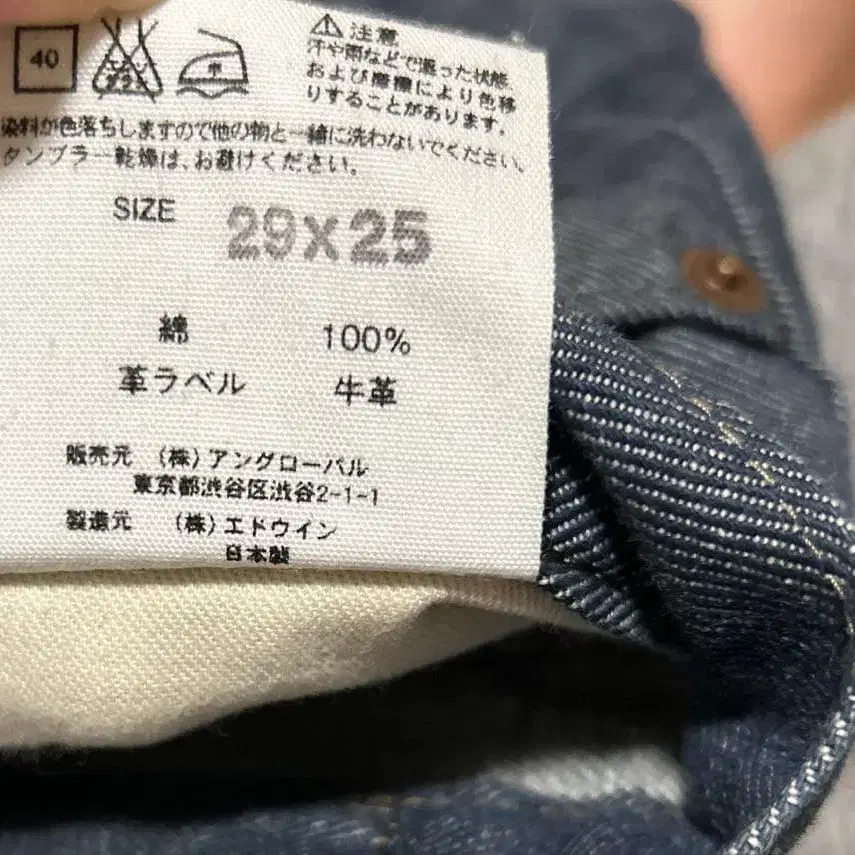 40
⚠注意
汗や雨などで湿った状態、
および摩擦により色移
りすることがあります。
染料が色落ちしますので他の物と一緒に洗わないでください。
タンブラー乾燥は、お避けください。
SIZE 29X25
綿 100%
革ラベル 牛革
販売元 (株)アングローバル
東京都渋谷区渋谷2-1-1
製造元 (株)エドウイン
日本製